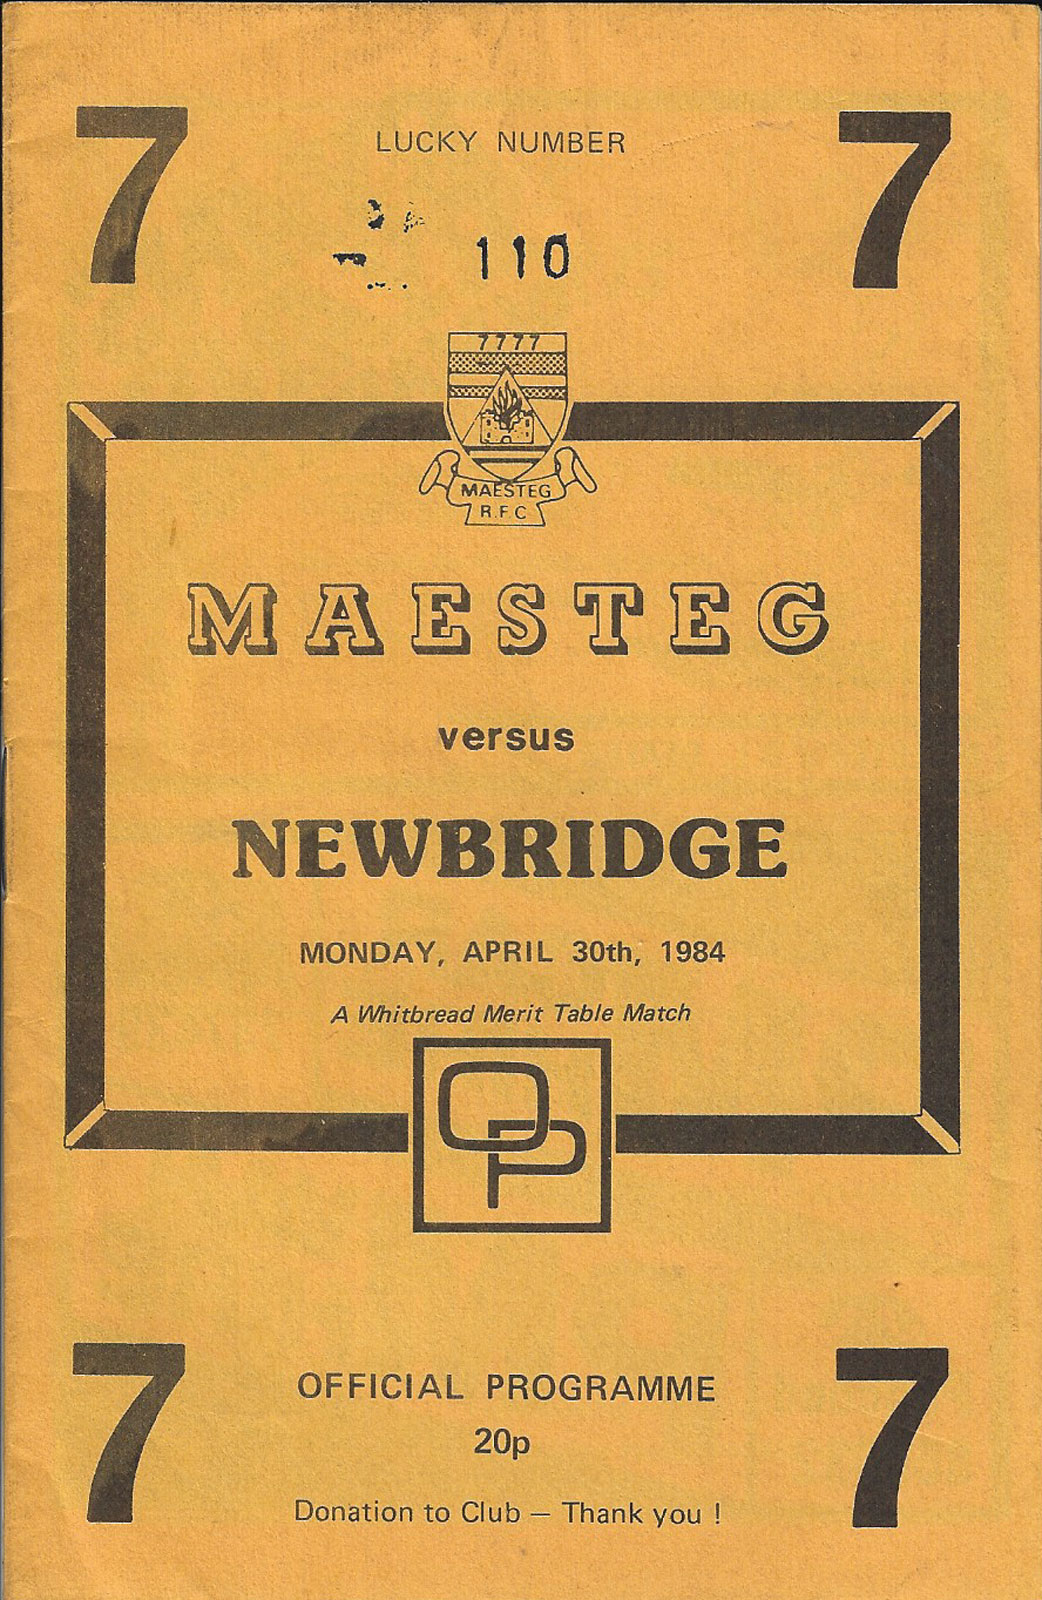 7 LUCKY NUMBER 7
110
7777
MAESTEG
R.F.C
MAESTEG
versus
NEWBRIDGE
MONDAY, APRIL 30th, 1984
A Whitbread Merit Table Match
OP
7 OFFICIAL PROGRAMME 7
20p
Donation to Club — Thank you !